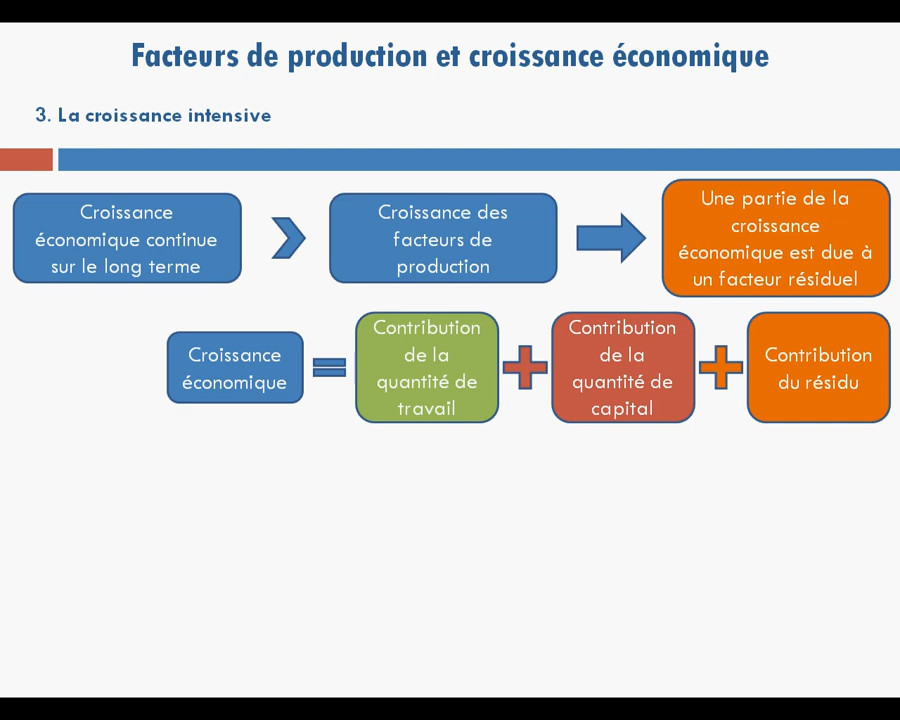 Facteurs de production et croissance économique
3. La croissance intensive
Croissance
économique continue
sur le long terme
Croissance des
facteurs de
production
Une partie de la
croissance
économique est due à
un facteur résiduel
Croissance
économique
Contribution
de la
quantité de
travail
Contribution
de la
quantité de
capital
Contribution
du résidu